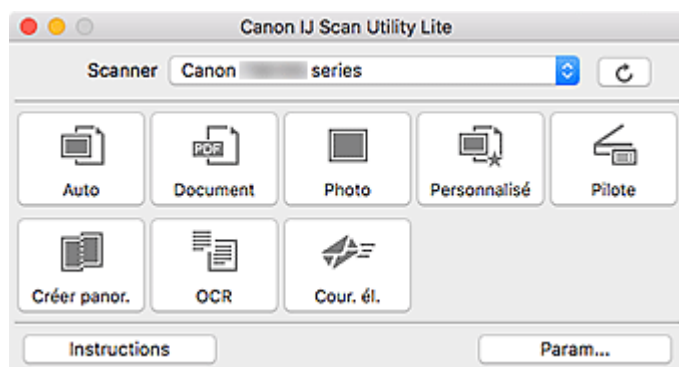 Canon IJ Scan Utility Lite
Scanner Canon series
PDF
Auto Document Photo Personnalisé Pilote
Créer panor. OCR Cour. él.
Instructions Param...